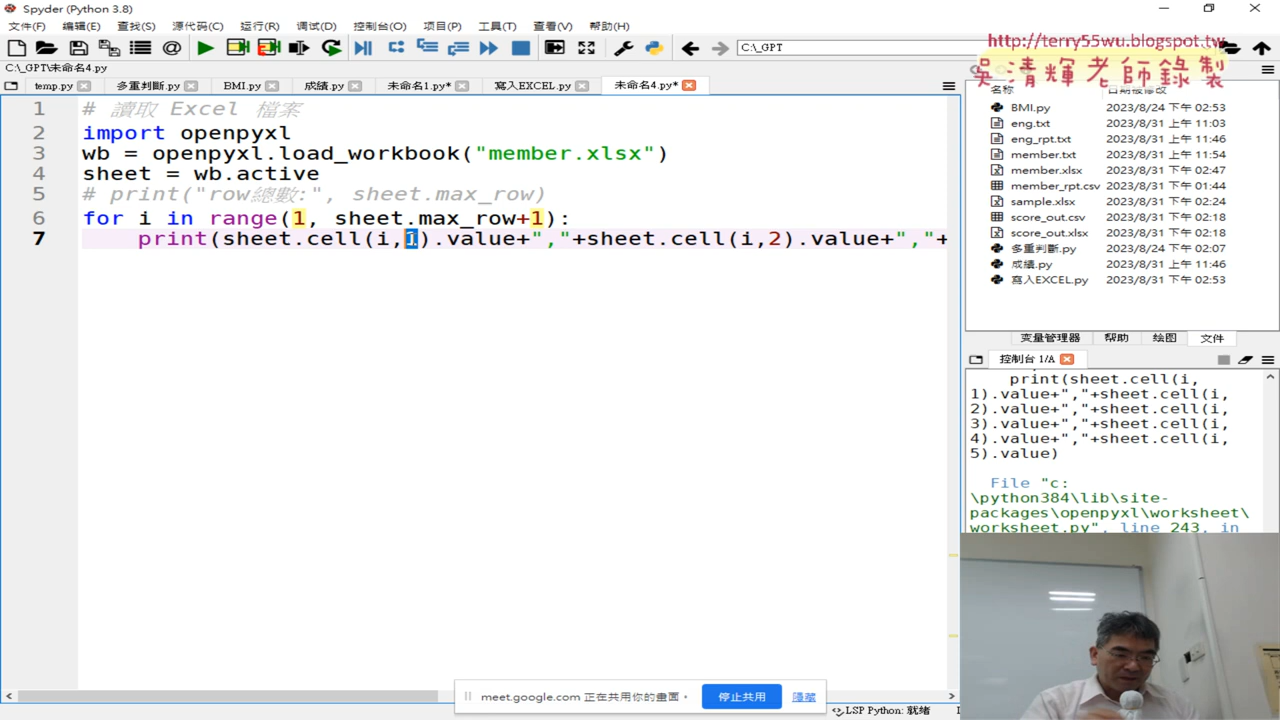 Spyder (Python 3.8)
文件(F) 编辑(E) 查找(S) 源代码(C) 运行(R) 调试(D) 控制台(O) 项目(P) 工具(T) 查看(V) 帮助(H)
C:\_GPT
http://terry55wu.blogspot.tw
吳清輝老師錄製
C:\_GPT\未命名4.py
temp.py 多重判斷.py BMI.py 成績.py 未命名1.py* 寫入EXCEL.py 未命名4.py*
1 # 讀取 Excel 檔案
2 import openpyxl
3 wb = openpyxl.load_workbook("member.xlsx")
4 sheet = wb.active
5 # print("row總數:", sheet.max_row)
6 for i in range(1, sheet.max_row+1):
7 print(sheet.cell(i,1).value+","+sheet.cell(i,2).value+","+
名称
BMI.py 2023/8/24 下午 02:53
eng.txt 2023/8/31 上午 11:03
eng_rpt.txt 2023/8/31 上午 11:46
member.txt 2023/8/31 上午 11:54
member.xlsx 2023/8/31 下午 02:47
member_rpt.csv 2023/8/31 下午 01:44
sample.xlsx 2023/8/31 下午 02:24
score_out.csv 2023/8/31 下午 02:18
score_out.xlsx 2023/8/31 下午 02:18
多重判斷.py 2023/8/24 下午 02:07
成績.py 2023/8/31 上午 11:46
寫入EXCEL.py 2023/8/31 下午 02:53
变量管理器 帮助 绘图 文件
控制台 1/A
print(sheet.cell(i,
1).value+","+sheet.cell(i,
2).value+","+sheet.cell(i,
3).value+","+sheet.cell(i,
4).value+","+sheet.cell(i,
5).value)
File "c:
\python384\lib\site-
packages\openpyxl\worksheet\
worksheet.py", line 243, in
meet.google.com 正在共用你的畫面。 停止共用 隱藏
LSP Python: 就绪